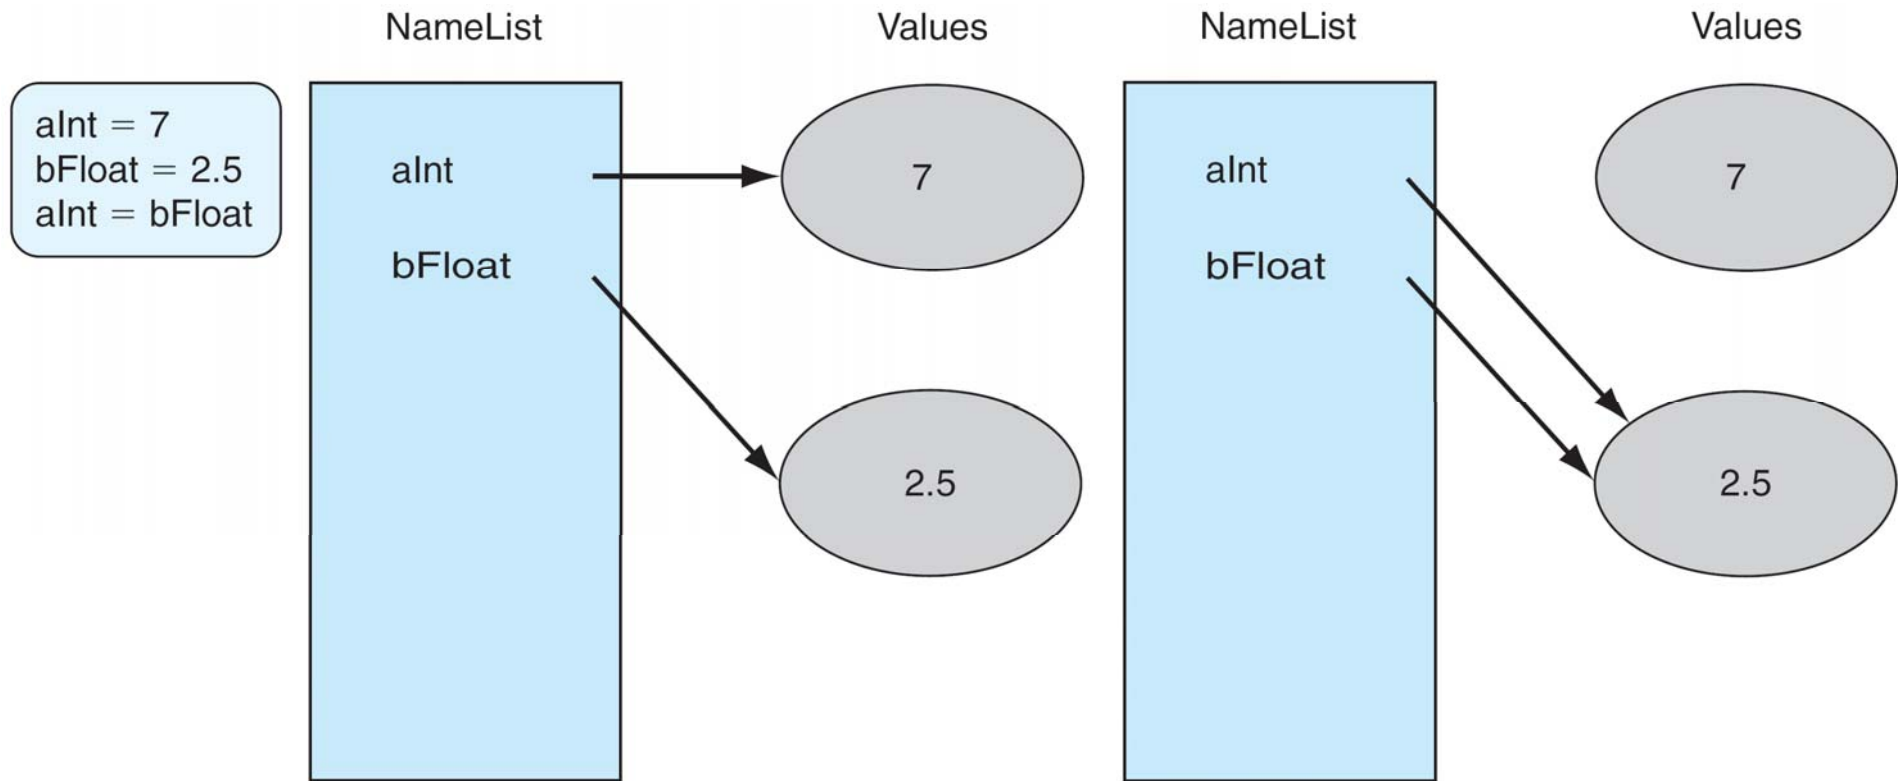 NameList Values NameList Values
aInt = 7
bFloat = 2.5
aInt = bFloat
aInt 7 aInt 7
bFloat bFloat
2.5 2.5